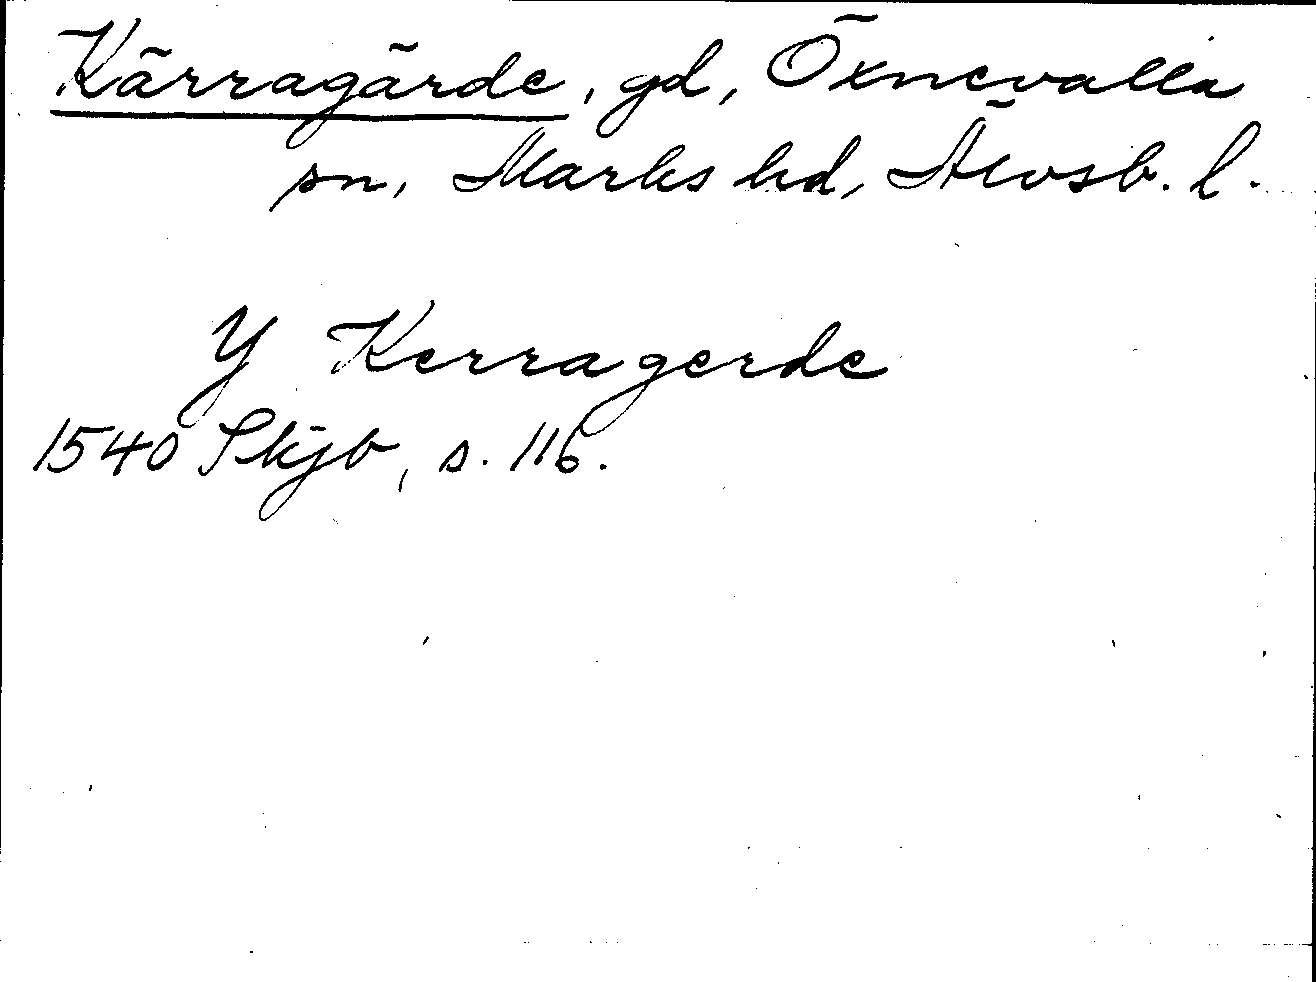 Kärragärde, gd, Öxnevalla
sn, Marks hd, Älvsb. l.
Y Kerragerde
1540 Skjb, s. 116.